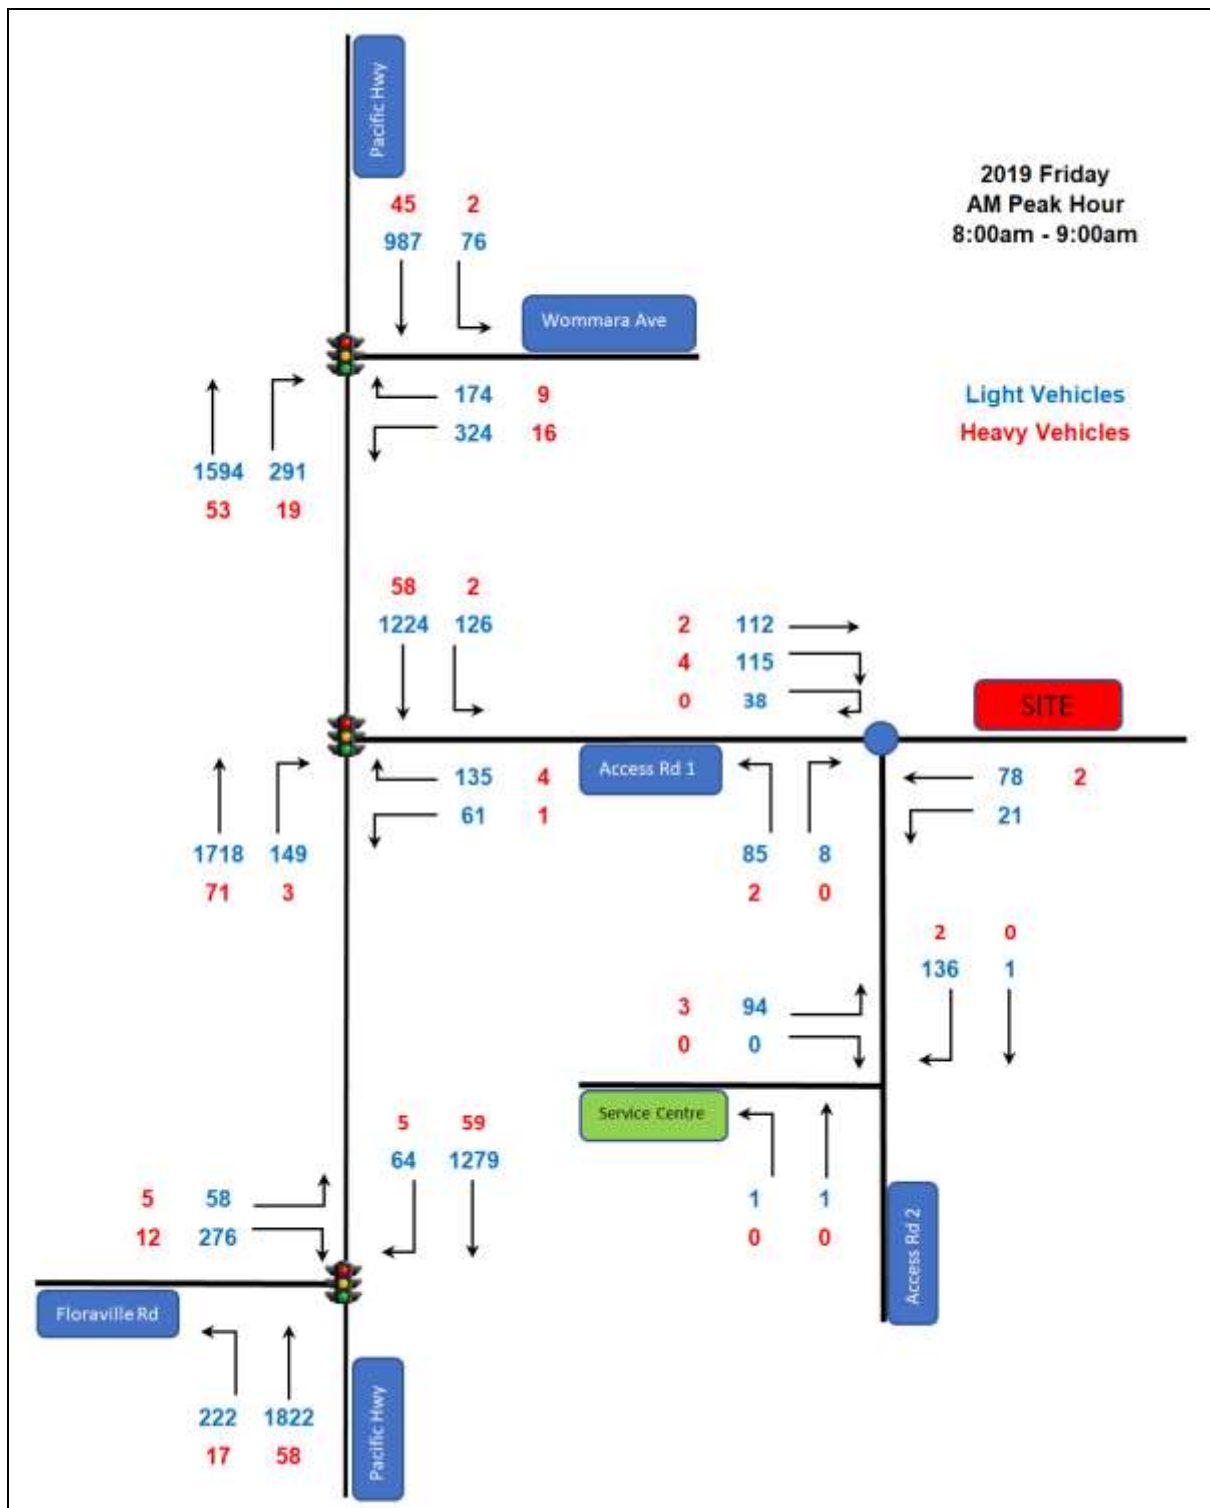 Pacific Hwy
2019 Friday
AM Peak Hour
8:00am - 9:00am
45 2
987 76
Wommara Ave
174 9
324 16
Light Vehicles
Heavy Vehicles
1594 291
53 19
58 2
1224 126
2 112
4 115
0 38
SITE
Access Rd 1
135 4
61 1
78 2
21
1718 149
71 3
85 8
2 0
2 0
136 1
3 94
0 0
Service Centre
5 59
64 1279
5 58
12 276
1 1
0 0
Access Rd 2
Floraville Rd
222 1822
17 58
Pacific Hwy